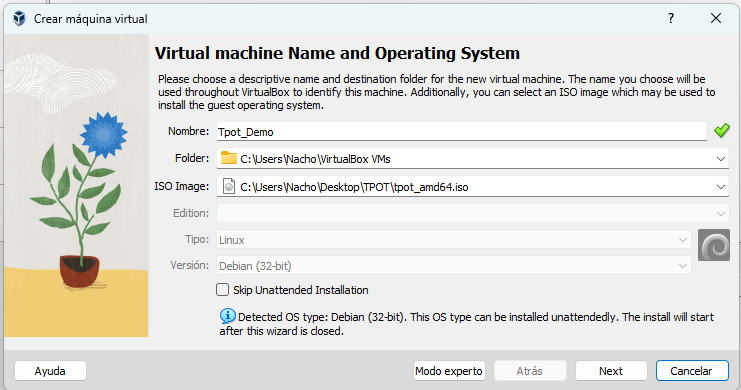 Crear máquina virtual
Virtual machine Name and Operating System
Please choose a descriptive name and destination folder for the new virtual machine. The name you choose will be
used throughout VirtualBox to identify this machine. Additionally, you can select an ISO image which may be used to
install the guest operating system.
Nombre: Tpot_Demo
Folder: C:\Users\Nacho\VirtualBox VMs
ISO Image: C:\Users\Nacho\Desktop\TPOT\tpot_amd64.iso
Edition:
Tipo: Linux
Versión: Debian (32-bit)
Skip Unattended Installation
Detected OS type: Debian (32-bit). This OS type can be installed unattendedly. The install will start
after this wizard is closed.
Ayuda Modo experto Atrás Next Cancelar